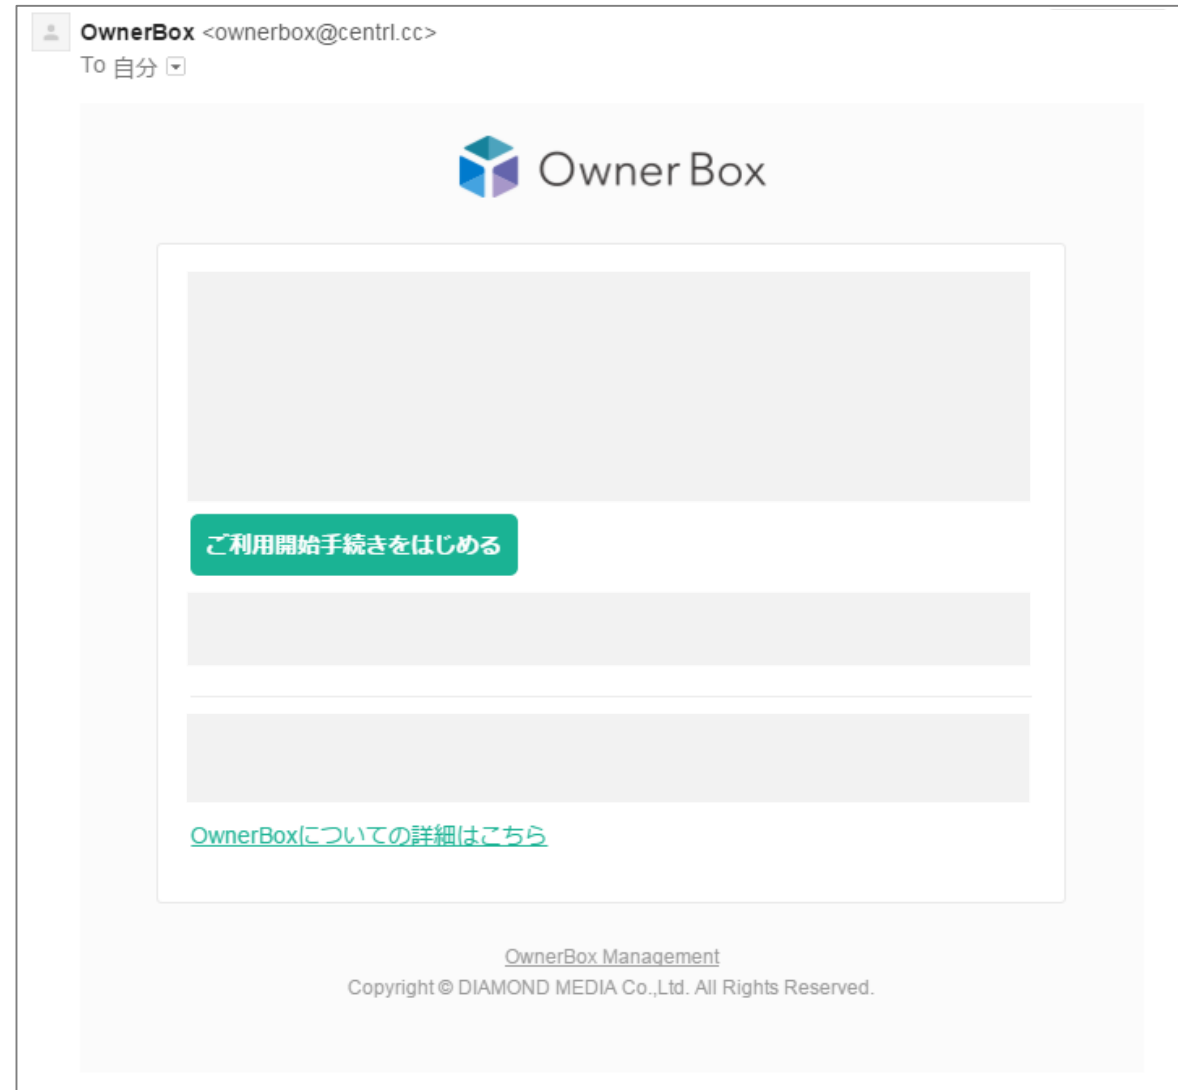 OwnerBox <ownerbox@centrl.cc>
To 自分
Owner Box
ご利用開始手続きをはじめる
OwnerBoxについての詳細はこちら
OwnerBox Management
Copyright © DIAMOND MEDIA Co.,Ltd. All Rights Reserved.